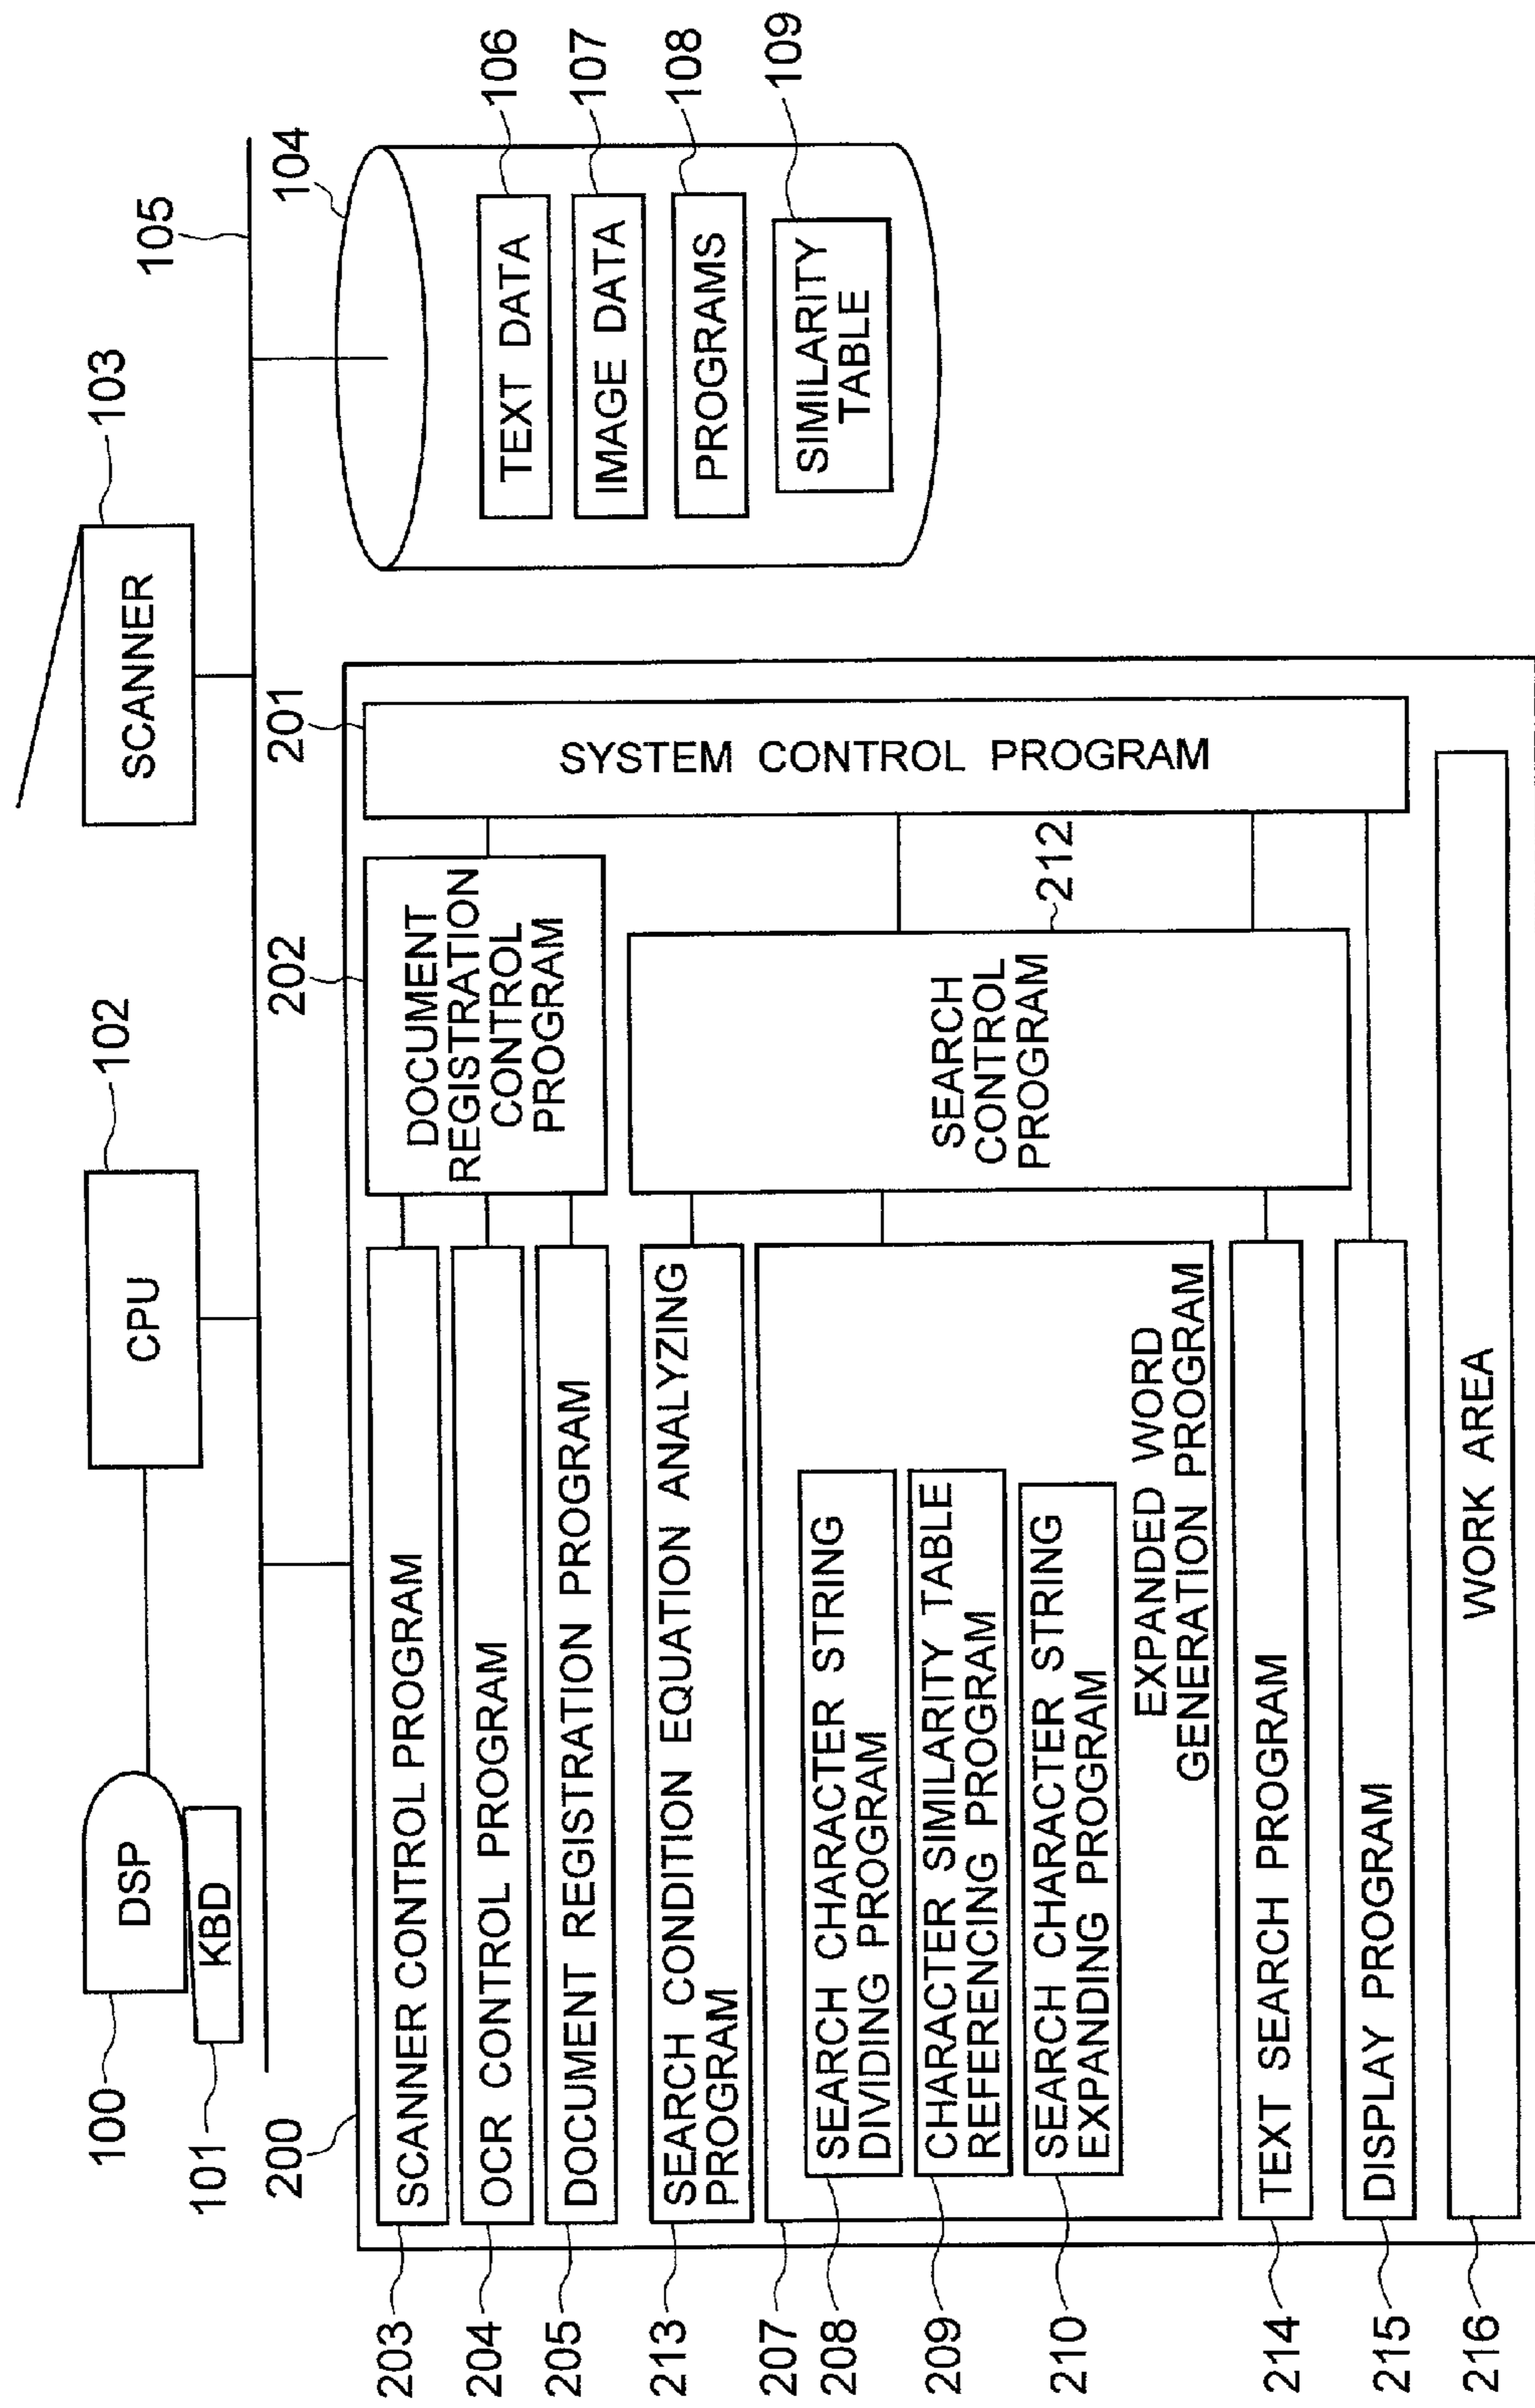 100
DSP
101
KBD
CPU
102
SCANNER
103
105
104
TEXT DATA
106
IMAGE DATA
107
PROGRAMS
108
SIMILARITY
TABLE
109
200
201
SYSTEM CONTROL PROGRAM
202
DOCUMENT
REGISTRATION
CONTROL
PROGRAM
203
SCANNER CONTROL PROGRAM
204
OCR CONTROL PROGRAM
205
DOCUMENT REGISTRATION PROGRAM
212
SEARCH
CONTROL
PROGRAM
213
SEARCH CONDITION EQUATION ANALYZING
PROGRAM
207
208
SEARCH CHARACTER STRING
DIVIDING PROGRAM
209
CHARACTER SIMILARITY TABLE
REFERENCING PROGRAM
210
SEARCH CHARACTER STRING
EXPANDING PROGRAM
EXPANDED WORD
GENERATION PROGRAM
214
TEXT SEARCH PROGRAM
215
DISPLAY PROGRAM
216
WORK AREA